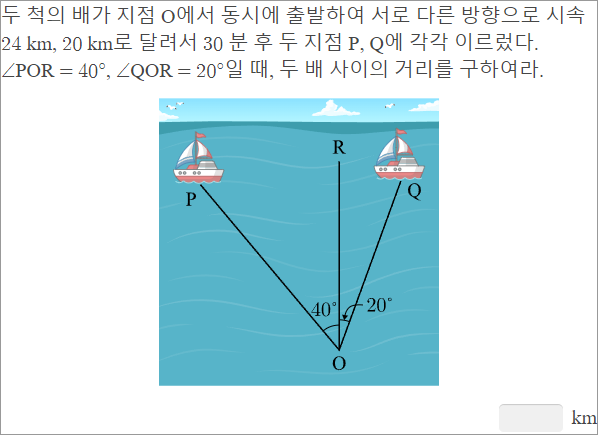 두 척의 배가 지점 O에서 동시에 출발하여 서로 다른 방향으로 시속
24 km, 20 km로 달려서 30 분 후 두 지점 P, Q에 각각 이르렀다.
∠POR = 40°, ∠QOR = 20°일 때, 두 배 사이의 거리를 구하여라.
R
P
Q
40°
20°
O
km